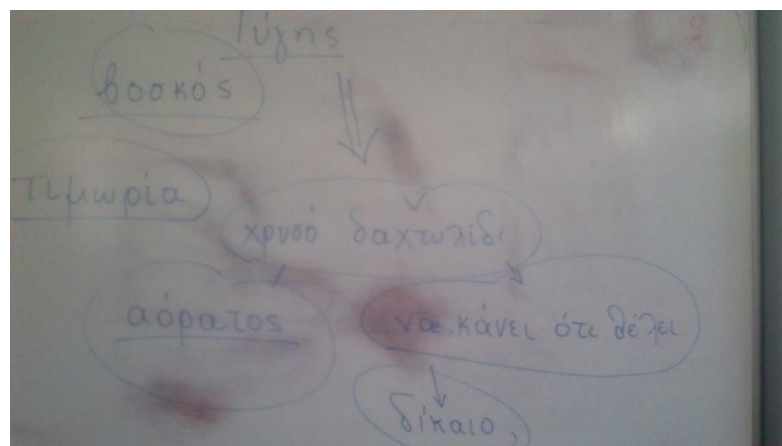 Γύγης
βοσκός
τιμωρία
χρυσό δαχτυλίδι
αόρατος
να κάνει ότι θέλει
δίκαιο,